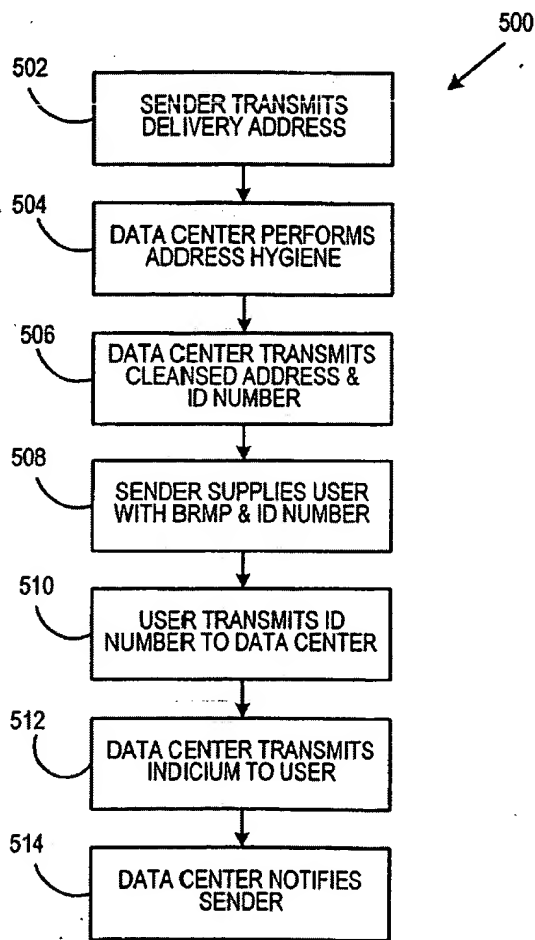 500
502
SENDER TRANSMITS
DELIVERY ADDRESS
504
DATA CENTER PERFORMS
ADDRESS HYGIENE
506
DATA CENTER TRANSMITS
CLEANSED ADDRESS &
ID NUMBER
508
SENDER SUPPLIES USER
WITH BRMP & ID NUMBER
510
USER TRANSMITS ID
NUMBER TO DATA CENTER
512
DATA CENTER TRANSMITS
INDICIUM TO USER
514
DATA CENTER NOTIFIES
SENDER